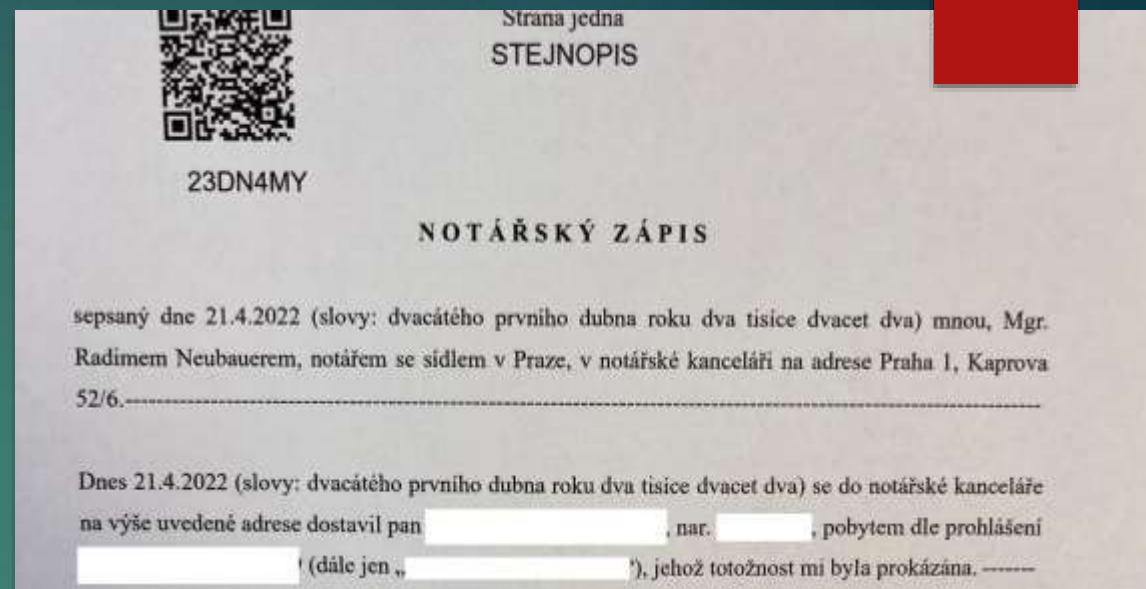 Strana jedna
STEJNOPIS
23DN4MY
NOTÁŘSKÝ ZÁPIS
sepsaný dne 21.4.2022 (slovy: dvacátého prvního dubna roku dva tisíce dvacet dva) mnou, Mgr.
Radimem Neubauerem, notářem se sídlem v Praze, v notářské kanceláři na adrese Praha 1, Kaprova
52/6.--------------------------------------------------------------------------------
Dnes 21.4.2022 (slovy: dvacátého prvního dubna roku dva tisíce dvacet dva) se do notářské kanceláře
na výše uvedené adrese dostavil pan , nar. , pobytem dle prohlášení
' (dále jen „ "), jehož totožnost mi byla prokázána. -------